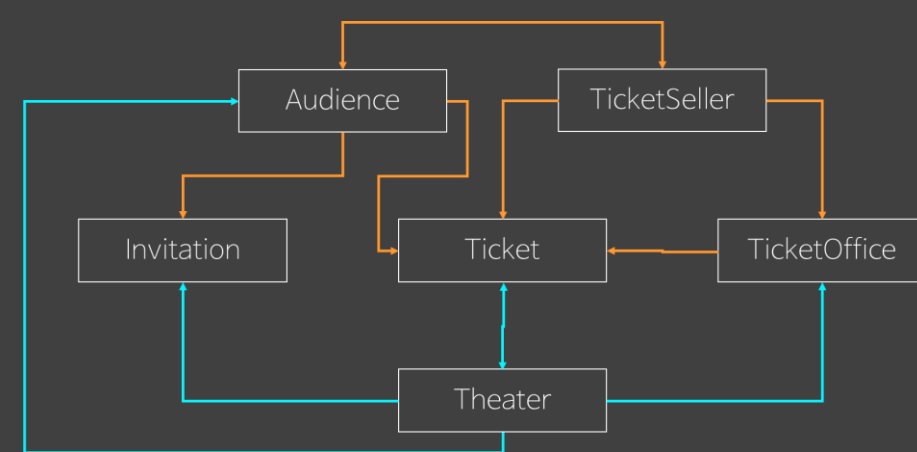 Audience
TicketSeller
Invitation
Ticket
TicketOffice
Theater